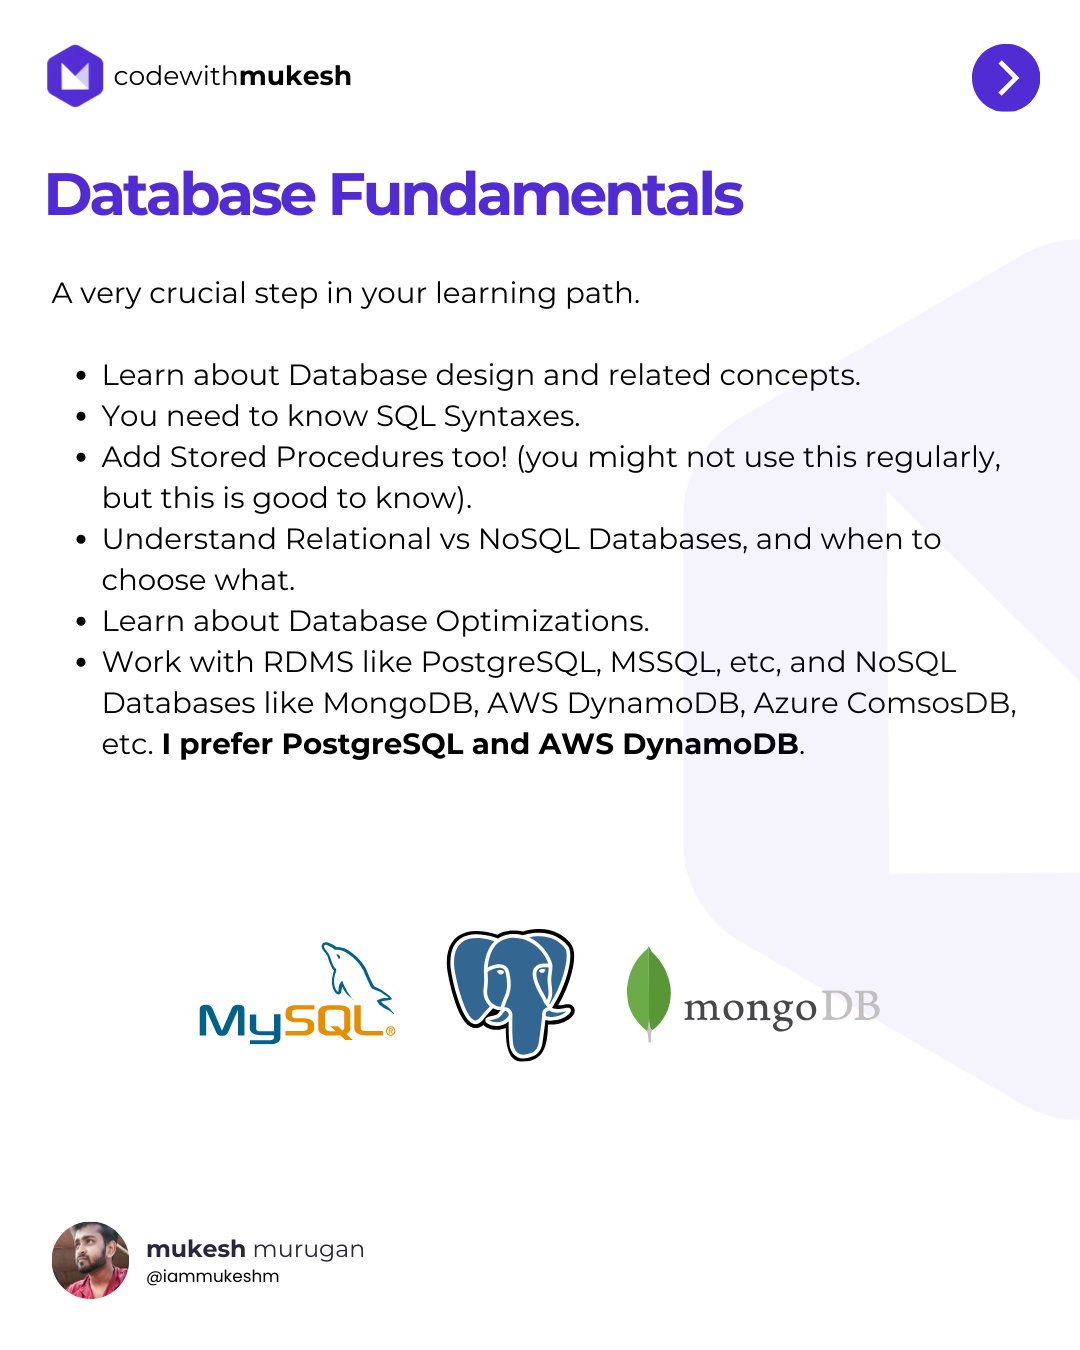 codewithmukesh
Database Fundamentals
A very crucial step in your learning path.
• Learn about Database design and related concepts.
• You need to know SQL Syntaxes.
• Add Stored Procedures too! (you might not use this regularly,
but this is good to know).
• Understand Relational vs NoSQL Databases, and when to
choose what.
• Learn about Database Optimizations.
• Work with RDMS like PostgreSQL, MSSQL, etc, and NoSQL
Databases like MongoDB, AWS DynamoDB, Azure ComsosDB,
etc. I prefer PostgreSQL and AWS DynamoDB.
MySQL®
mongoDB
mukesh murugan
@iammukeshm